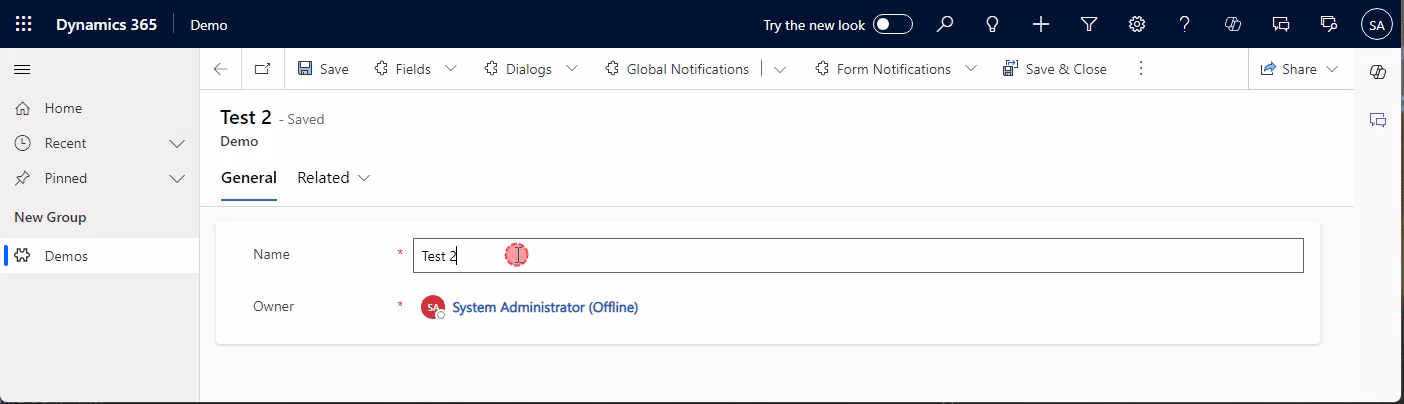 Dynamics 365 Demo Try the new look SA
Save Fields Dialogs Global Notifications Form Notifications Save & Close Share
Home
Recent
Pinned
New Group
Demos
Test 2 - Saved
Demo
General Related
Name * Test 2
Owner * SA System Administrator (Offline)